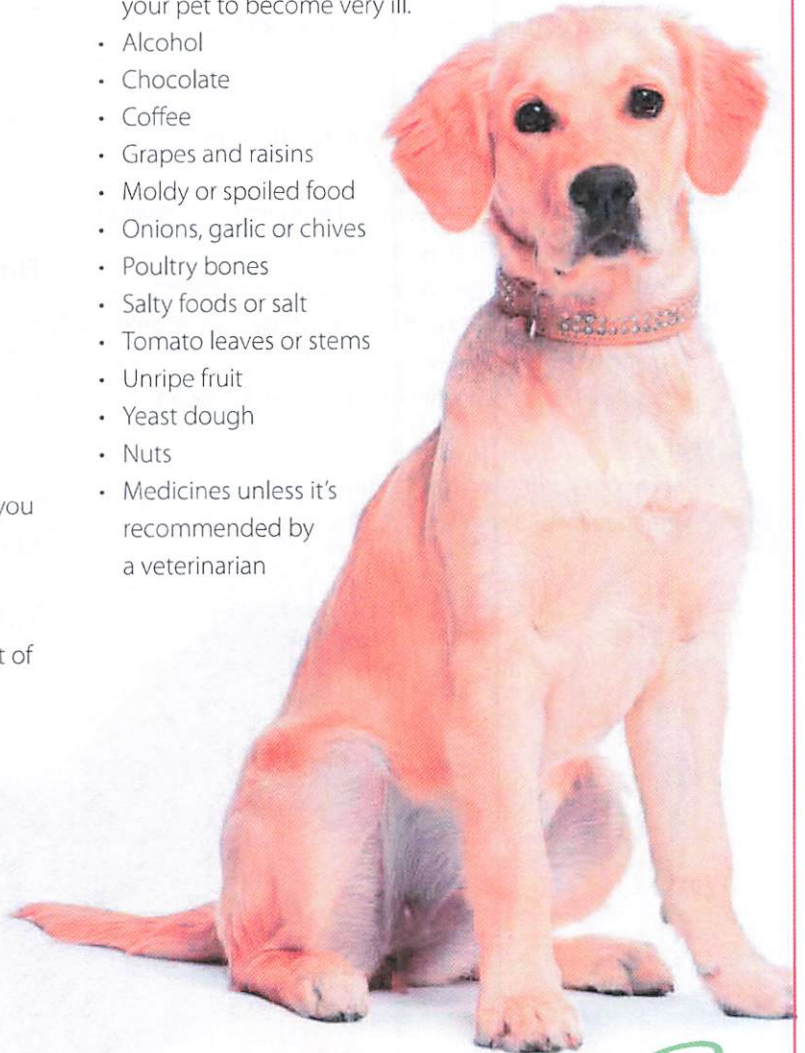 your pet to become very ill.
• Alcohol
• Chocolate
• Coffee
• Grapes and raisins
• Moldy or spoiled food
• Onions, garlic or chives
• Poultry bones
• Salty foods or salt
• Tomato leaves or stems
• Unripe fruit
• Yeast dough
• Nuts
• Medicines unless it's
recommended by
a veterinarian
you
t of